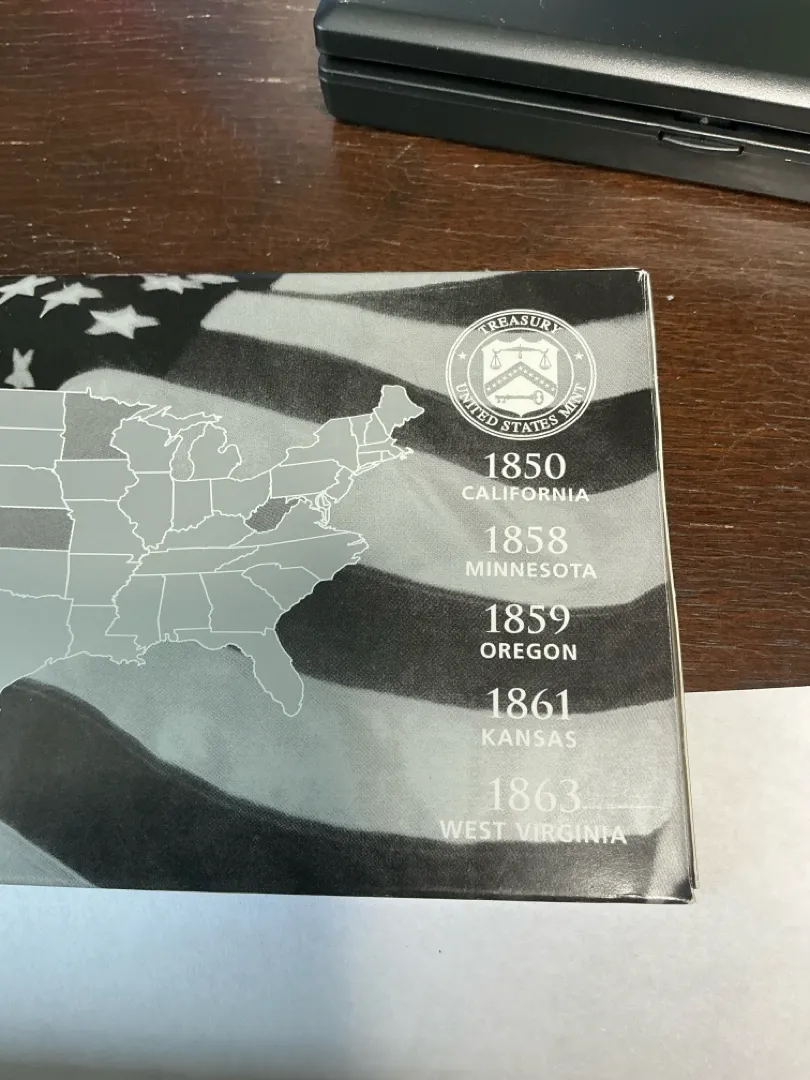 TREASURY
UNITED STATES MINT
1850
CALIFORNIA
1858
MINNESOTA
1859
OREGON
1861
KANSAS
1863
WEST VIRGINIA